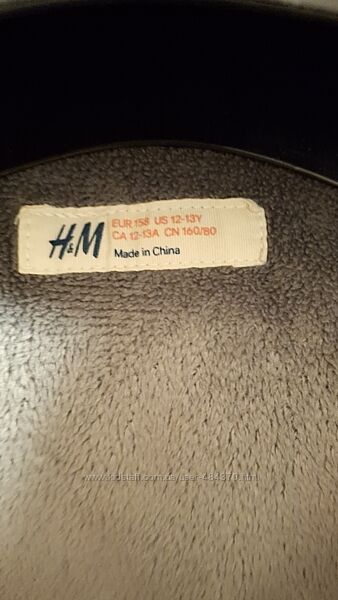 H&M
EUR 158 US 12-13Y
CA 12-13A CN 160/80
Made in China